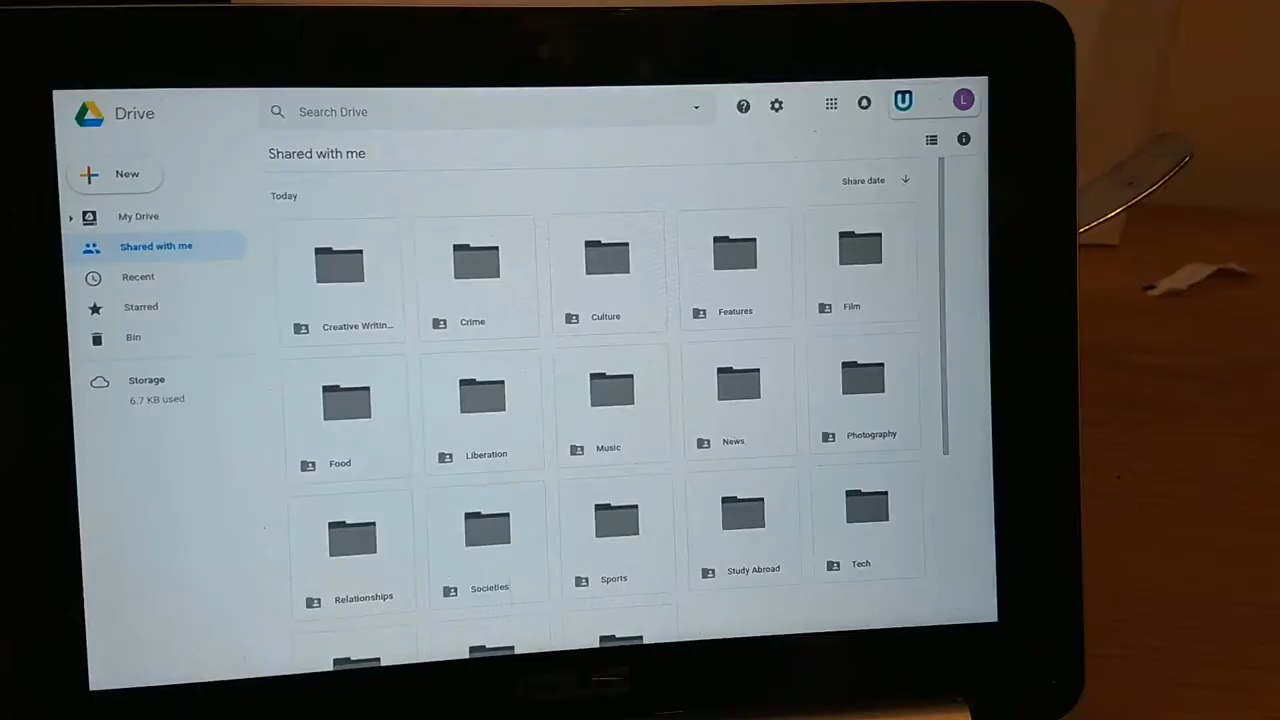 Drive
Search Drive
U
L
New
Shared with me
Today
Share date
My Drive
Shared with me
Recent
Starred
Bin
Storage
6.7 KB used
Creative Writin...
Crime
Culture
Features
Film
Food
Liberation
Music
News
Photography
Relationships
Societies
Sports
Study Abroad
Tech